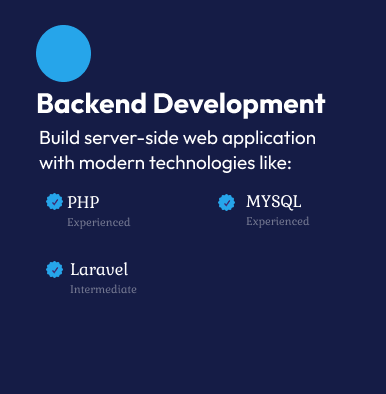 Backend Development
Build server-side web application
with modern technologies like:
PHP
Experienced
MYSQL
Experienced
Laravel
Intermediate